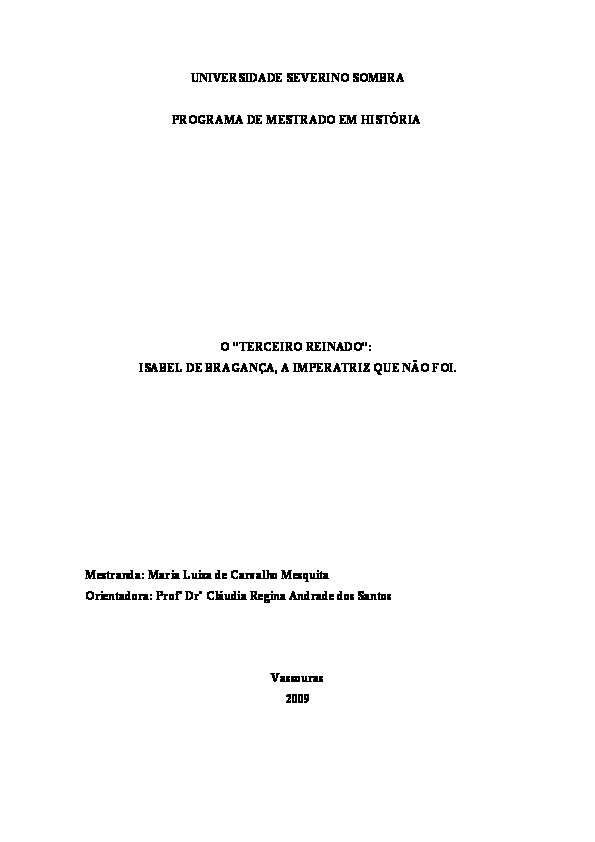 UNIVERSIDADE SEVERINO SOMBRA
PROGRAMA DE MESTRADO EM HISTÓRIA
O "TERCEIRO REINADO":
ISABEL DE BRAGANÇA, A IMPERATRIZ QUE NÃO FOI.
Mestranda: Maria Luiza de Carvalho Mesquita
Orientadora: Profª Drª Cláudia Regina Andrade dos Santos
Vassouras
2009